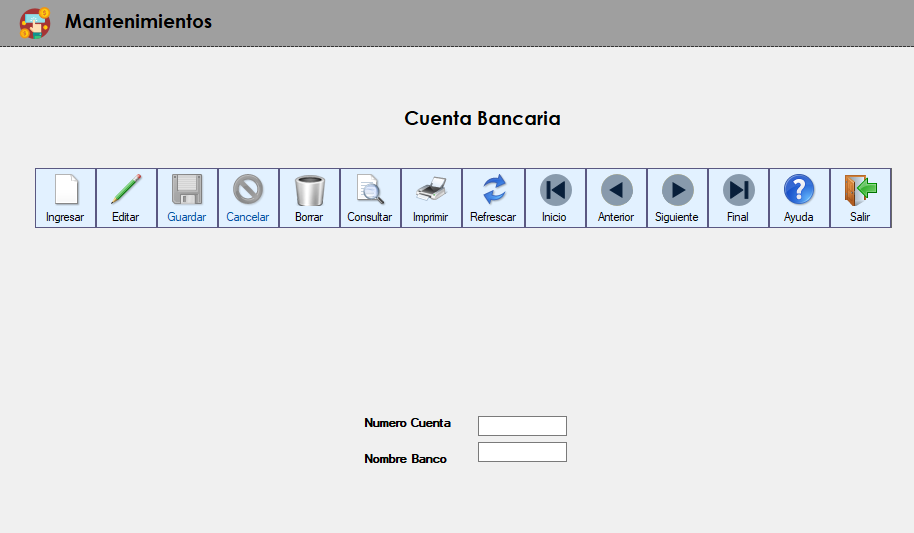 Mantenimientos
Cuenta Bancaria
Ingresar Editar Guardar Cancelar Borrar Consultar Imprimir Refrescar Inicio Anterior Siguiente Final Ayuda Salir
Numero Cuenta
Nombre Banco